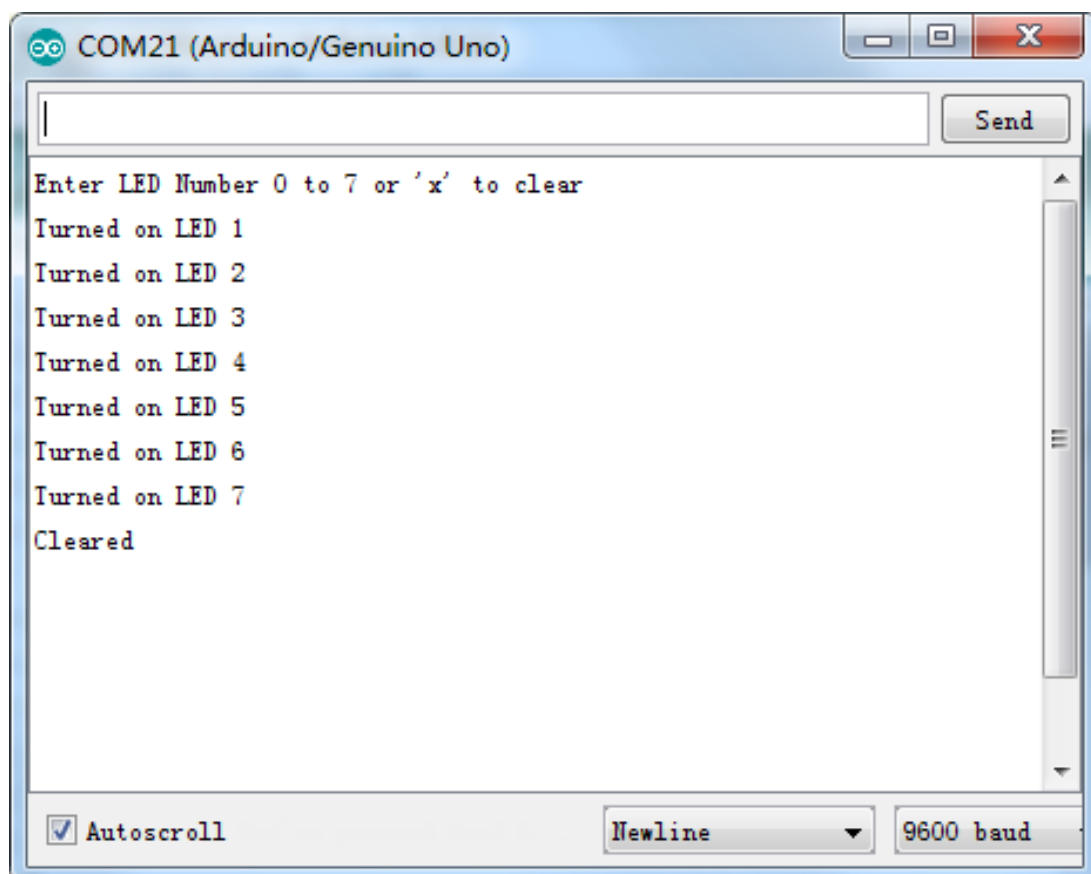 COM21 (Arduino/Genuino Uno)
Send
Enter LED Number 0 to 7 or 'x' to clear
Turned on LED 1
Turned on LED 2
Turned on LED 3
Turned on LED 4
Turned on LED 5
Turned on LED 6
Turned on LED 7
Cleared
Autoscroll
Newline
9600 baud